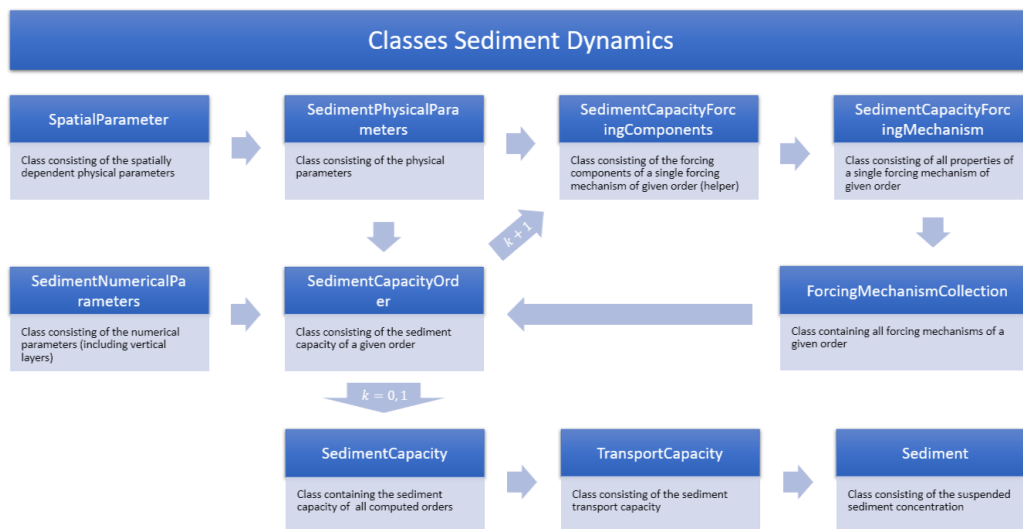 Classes Sediment Dynamics
SpatialParameter
Class consisting of the spatially
dependent physical parameters
SedimentPhysicalPara
meters
Class consisting of the physical
parameters
SedimentCapacityFor
cingComponents
Class consisting of the forcing
components of a single forcing
mechanism of given order (helper)
SedimentCapacityForc
ingMechanism
Class consisting of all properties of
a single forcing mechanism of
given order
k + 1
SedimentNumericalPa
rameters
Class consisting of the numerical
parameters (including vertical
layers)
SedimentCapacityOrd
er
Class consisting of the sediment
capacity of a given order
ForcingMechanismCollection
Class containing all forcing mechanisms of a
given order
k = 0, 1
SedimentCapacity
Class containing the sediment
capacity of all computed orders
TransportCapacity
Class consisting of the sediment
transport capacity
Sediment
Class consisting of the suspended
sediment concentration